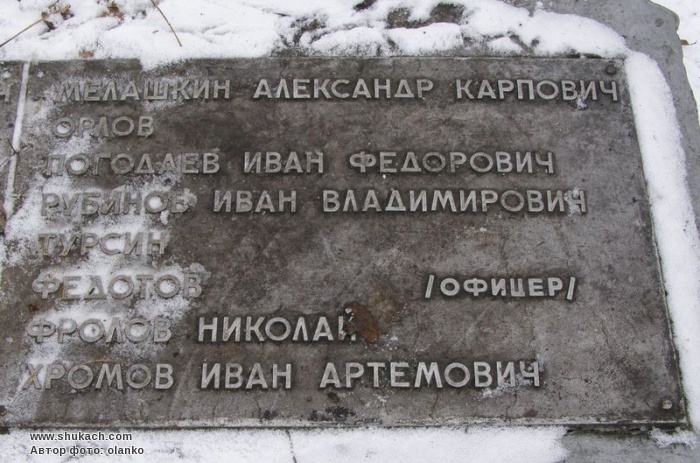 МЕЛАШКИН АЛЕКСАНДР КАРПОВИЧ
ОРЛОВ
ПОГОДАЕВ ИВАН ФЕДОРОВИЧ
РУБИНОВ ИВАН ВЛАДИМИРОВИЧ
ТУРСИН
ФЕДОТОВ /ОФИЦЕР/
ФРОЛОВ НИКОЛАЙ
ХРОМОВ ИВАН АРТЕМОВИЧ
www.shukach.com
Автор фото: olanko